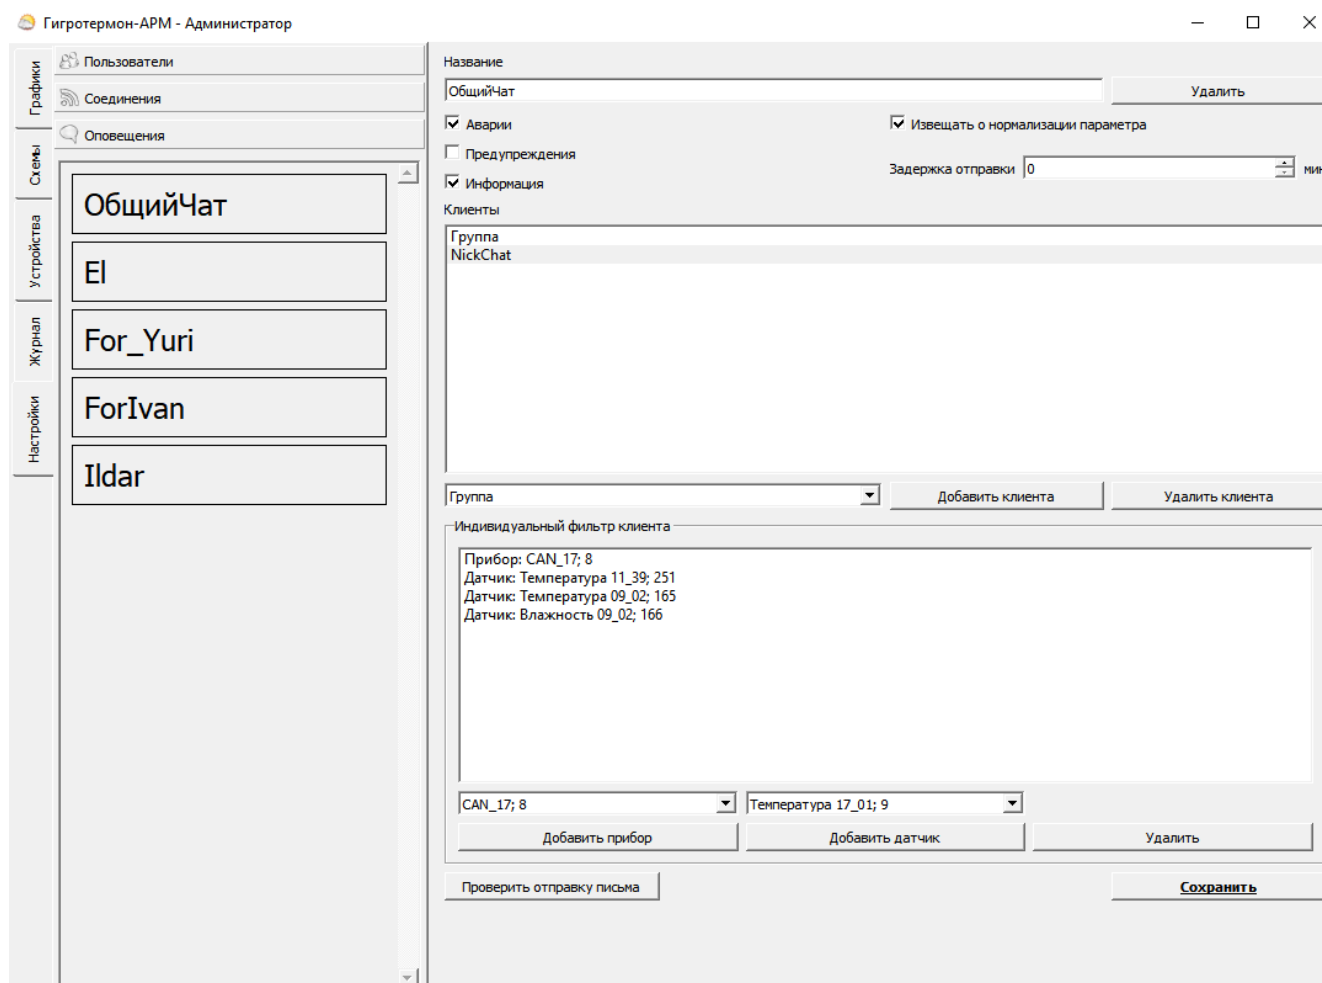 Гигротермон-АРМ - Администратор
Графики
Схемы
Устройства
Журнал
Настройки
Пользователи
Соединения
Оповещения
ОбщийЧат
El
For_Yuri
ForIvan
Ildar
Название
ОбщийЧат
Удалить
Аварии
Извещать о нормализации параметра
Предупреждения
Задержка отправки 0 мин
Информация
Клиенты
Группа
NickChat
Группа
Добавить клиента
Удалить клиента
Индивидуальный фильтр клиента
Прибор: CAN_17; 8
Датчик: Температура 11_39; 251
Датчик: Температура 09_02; 165
Датчик: Влажность 09_02; 166
CAN_17; 8
Температура 17_01; 9
Добавить прибор
Добавить датчик
Удалить
Проверить отправку письма
Сохранить